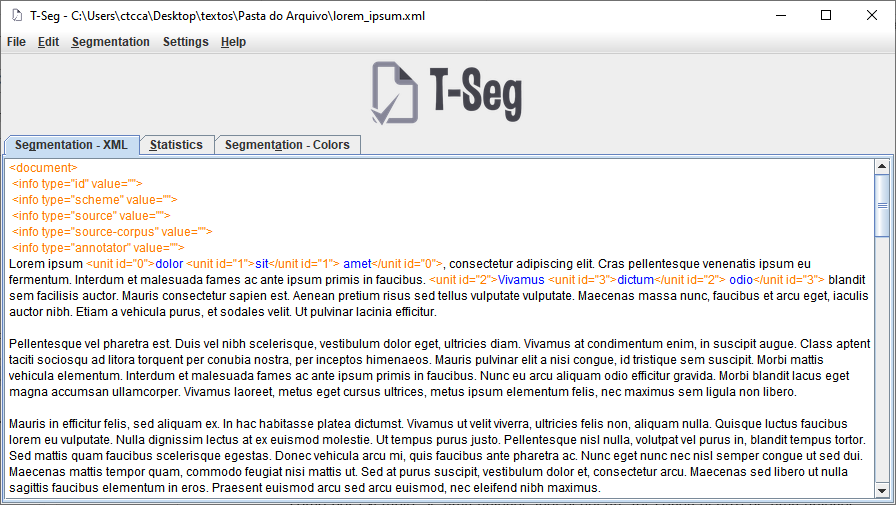 T-Seg - C:\Users\ctcca\Desktop\textos\Pasta do Arquivo\lorem_ipsum.xml
File Edit Segmentation Settings Help
T-Seg
Segmentation - XML Statistics Segmentation - Colors
<document>
<info type="id" value="">
<info type="scheme" value="">
<info type="source" value="">
<info type="source-corpus" value="">
<info type="annotator" value="">
Lorem ipsum <unit id="0">dolor <unit id="1">sit</unit id="1"> amet</unit id="0">, consectetur adipiscing elit. Cras pellentesque venenatis ipsum eu
fermentum. Interdum et malesuada fames ac ante ipsum primis in faucibus. <unit id="2">Vivamus <unit id="3">dictum</unit id="2"> odio</unit id="3"> blandit
sem facilisis auctor. Mauris consectetur sapien est. Aenean pretium risus sed tellus vulputate vulputate. Maecenas massa nunc, faucibus et arcu eget, iaculis
auctor nibh. Etiam a vehicula purus, et sodales velit. Ut pulvinar lacinia efficitur.
Pellentesque vel pharetra est. Duis vel nibh scelerisque, vestibulum dolor eget, ultricies diam. Vivamus at condimentum enim, in suscipit augue. Class aptent
taciti sociosqu ad litora torquent per conubia nostra, per inceptos himenaeos. Mauris pulvinar elit a nisi congue, id tristique sem suscipit. Morbi mattis
vehicula elementum. Interdum et malesuada fames ac ante ipsum primis in faucibus. Nunc eu arcu aliquam odio efficitur gravida. Morbi blandit lacus eget
magna accumsan ullamcorper. Vivamus laoreet, metus eget cursus ultrices, metus ipsum elementum felis, nec maximus sem ligula non libero.
Mauris in efficitur felis, sed aliquam ex. In hac habitasse platea dictumst. Vivamus ut velit viverra, ultricies felis non, aliquam nulla. Quisque luctus faucibus
lorem eu vulputate. Nulla dignissim lectus at ex euismod molestie. Ut tempus purus justo. Pellentesque nisl nulla, volutpat vel purus in, blandit tempus tortor.
Sed mattis quam faucibus scelerisque egestas. Donec vehicula arcu mi, quis faucibus ante pharetra ac. Nunc eget nunc nec nisl semper congue ut sed dui.
Maecenas mattis tempor quam, commodo feugiat nisi mattis ut. Sed at purus suscipit, vestibulum dolor et, consectetur arcu. Maecenas sed libero ut nulla
sagittis faucibus elementum in eros. Praesent euismod arcu sed arcu euismod, nec eleifend nibh maximus.